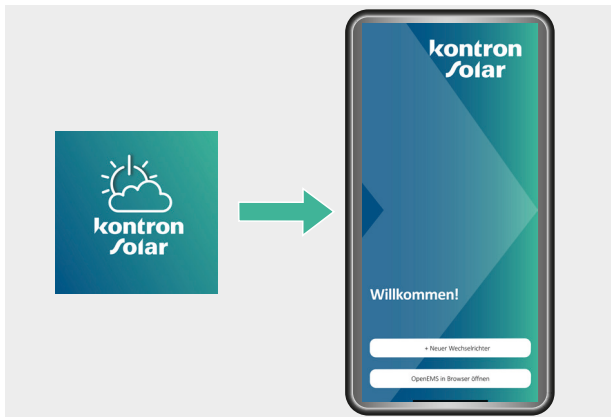 kontron
Solar
kontron
Solar
Willkommen!
+ Neuer Wechselrichter
OpenEMS in Browser öffnen